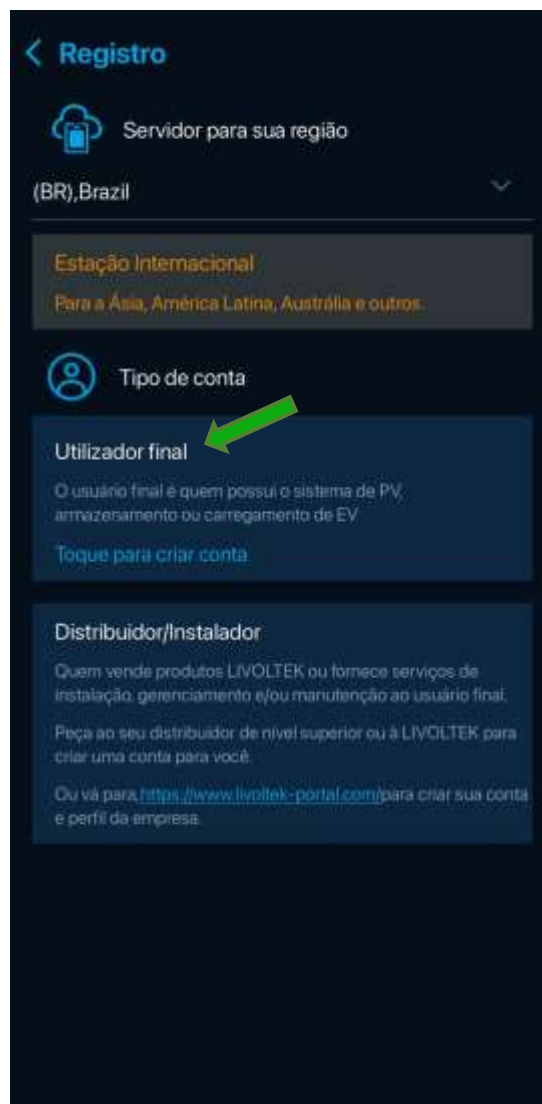 Registro
Servidor para sua região
(BR),Brazil
Estação Internacional
Para a Ásia, América Latina, Austrália e outros.
Tipo de conta
Utilizador final
O usuário final é quem possui o sistema de PV,
armazenamento ou carregamento de EV
Toque para criar conta
Distribuidor/Instalador
Quem vende produtos LIVOLTEK ou fornece serviços de
instalação, gerenciamento e/ou manutenção ao usuário final.
Peça ao seu distribuidor de nível superior ou à LIVOLTEK para
criar uma conta para você.
Ou vá para,https://www.livoltek-portal.com/para criar sua conta
e perfil da empresa.